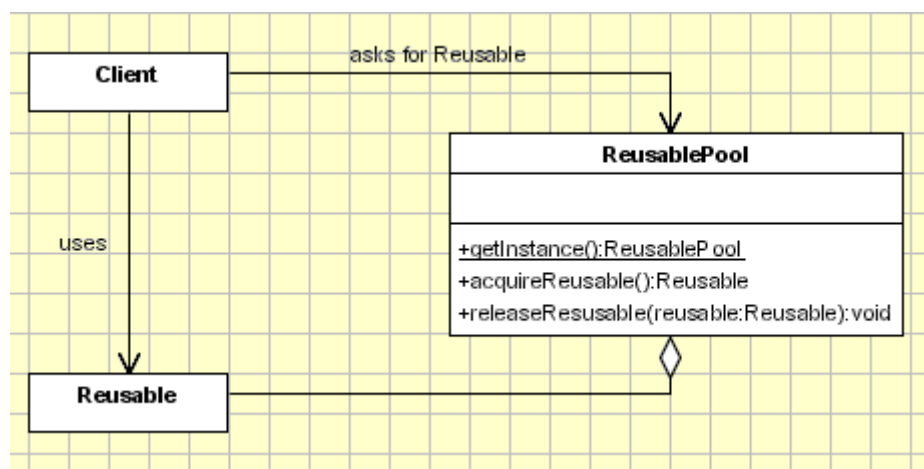 asks for Reusable
Client
ReusablePool
uses
+getInstance():ReusablePool
+acquireReusable():Reusable
+releaseResusable(reusable:Reusable):void
Reusable